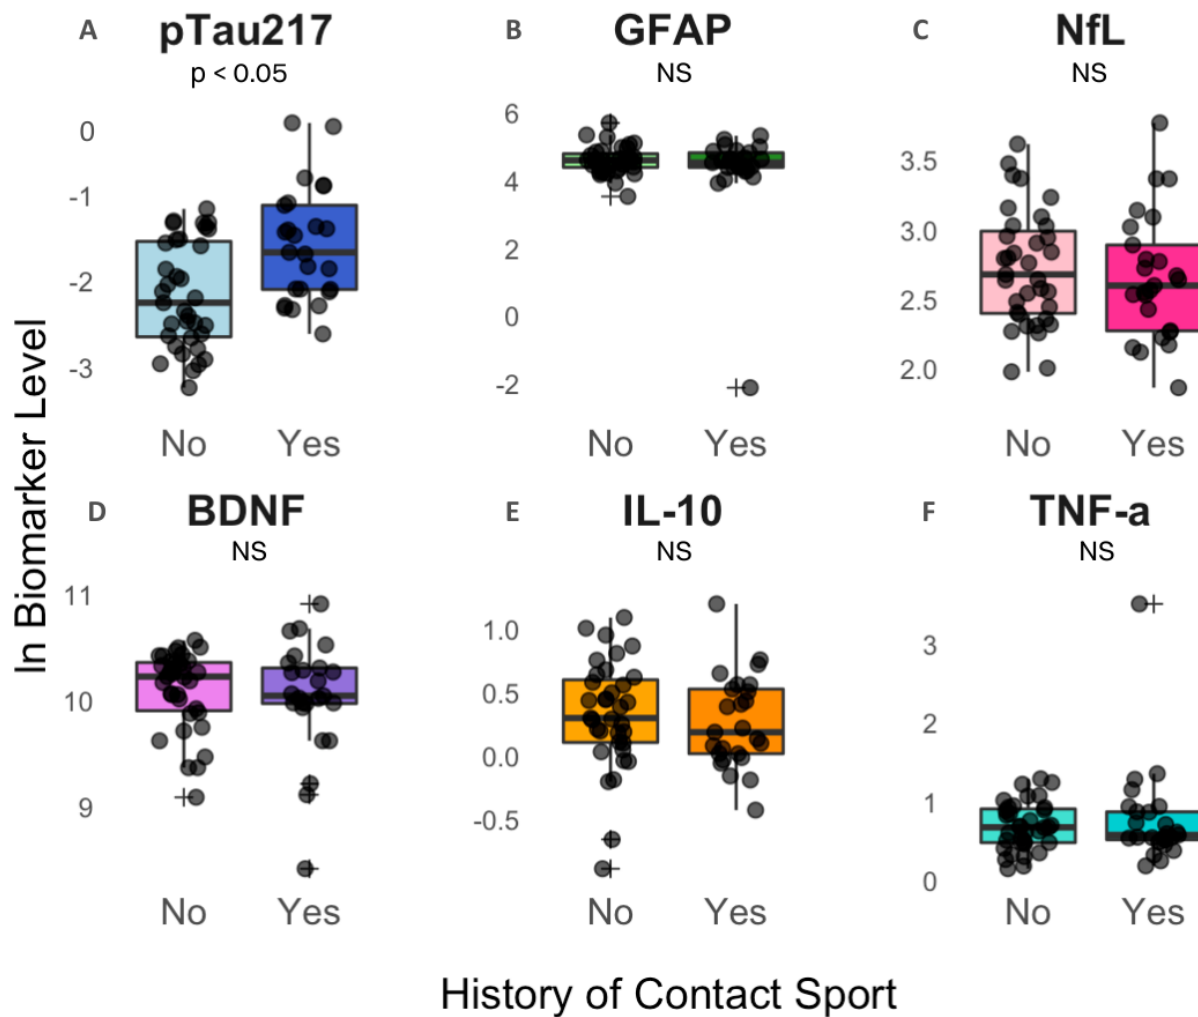 A pTau217
p < 0.05
0
-1
-2
-3
No Yes
B GFAP
NS
6
4
2
0
-2
No Yes
C NfL
NS
3.5
3.0
2.5
2.0
No Yes
ln Biomarker Level
D BDNF
NS
11
10
9
No Yes
E IL-10
NS
1.0
0.5
0.0
-0.5
No Yes
F TNF-a
NS
3
2
1
0
No Yes
History of Contact Sport